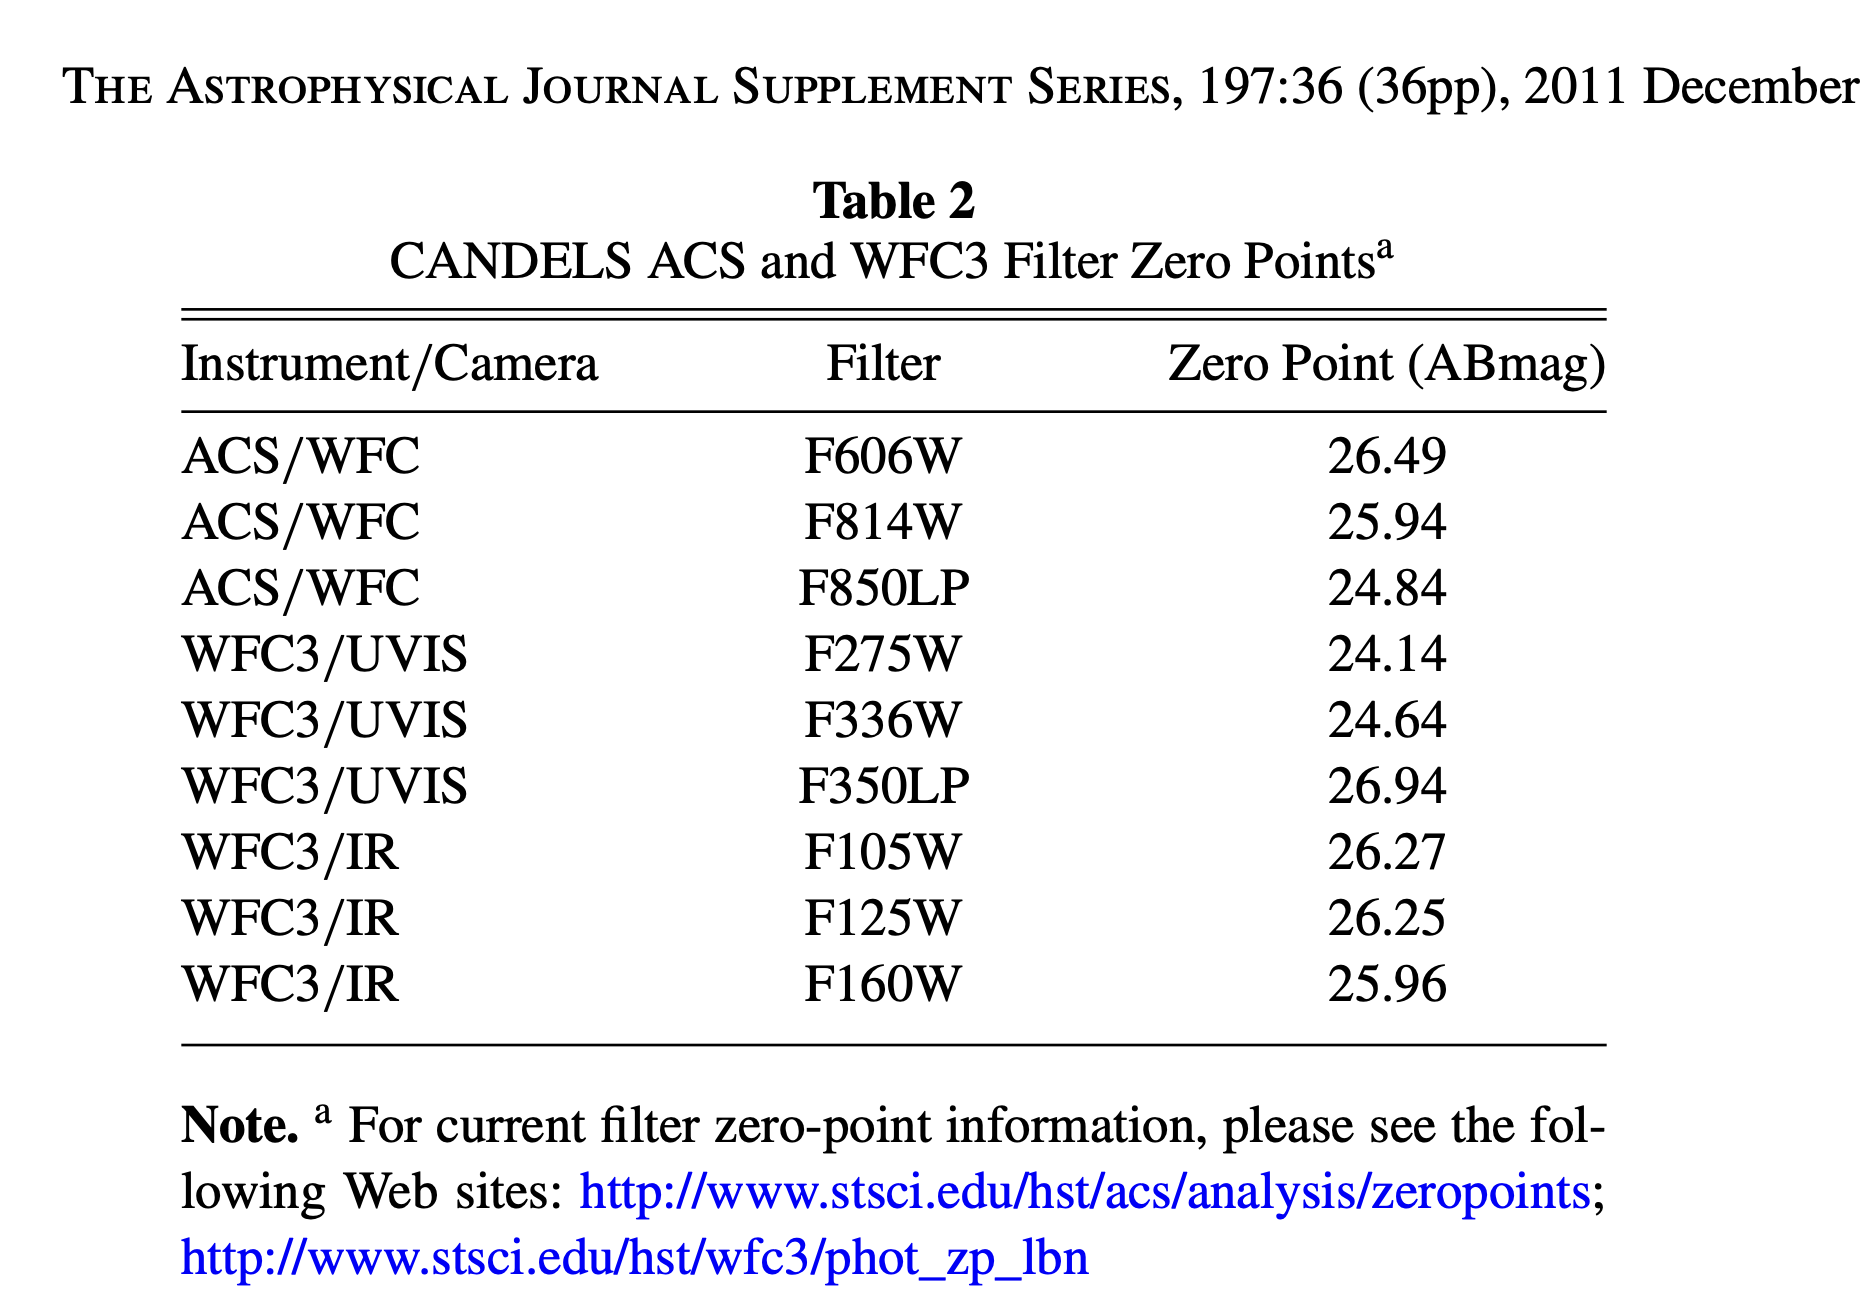 THE ASTROPHYSICAL JOURNAL SUPPLEMENT SERIES, 197:36 (36pp), 2011 December
Table 2
CANDELS ACS and WFC3 Filter Zero Pointsᵃ
Instrument/Camera Filter Zero Point (ABmag)
ACS/WFC F606W 26.49
ACS/WFC F814W 25.94
ACS/WFC F850LP 24.84
WFC3/UVIS F275W 24.14
WFC3/UVIS F336W 24.64
WFC3/UVIS F350LP 26.94
WFC3/IR F105W 26.27
WFC3/IR F125W 26.25
WFC3/IR F160W 25.96
Note. ᵃ For current filter zero-point information, please see the fol-
lowing Web sites: http://www.stsci.edu/hst/acs/analysis/zeropoints;
http://www.stsci.edu/hst/wfc3/phot_zp_lbn